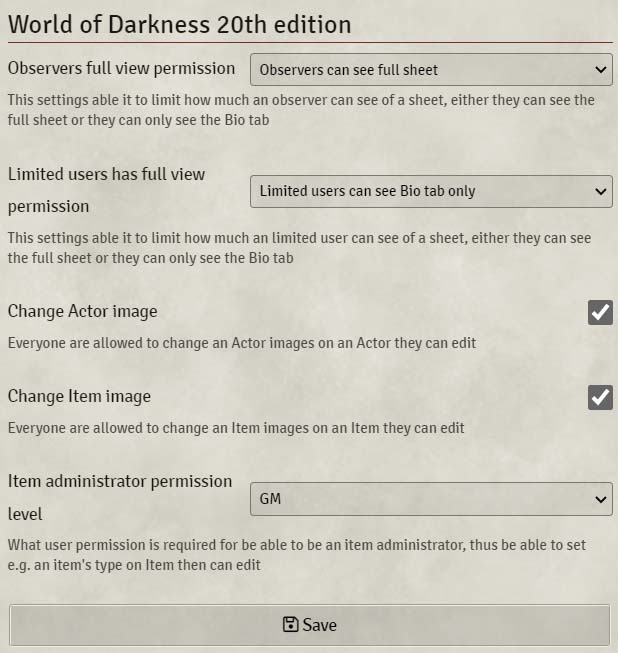 World of Darkness 20th edition
Observers full view permission
Observers can see full sheet
This settings able it to limit how much an observer can see of a sheet, either they can see the
full sheet or they can only see the Bio tab
Limited users has full view
permission
Limited users can see Bio tab only
This settings able it to limit how much an limited user can see of a sheet, either they can see
the full sheet or they can only see the Bio tab
Change Actor image
Everyone are allowed to change an Actor images on an Actor they can edit
Change Item image
Everyone are allowed to change an Item images on an Item they can edit
Item administrator permission
level
GM
What user permission is required for be able to be an item administrator, thus be able to set
e.g. an item's type on Item then can edit
Save